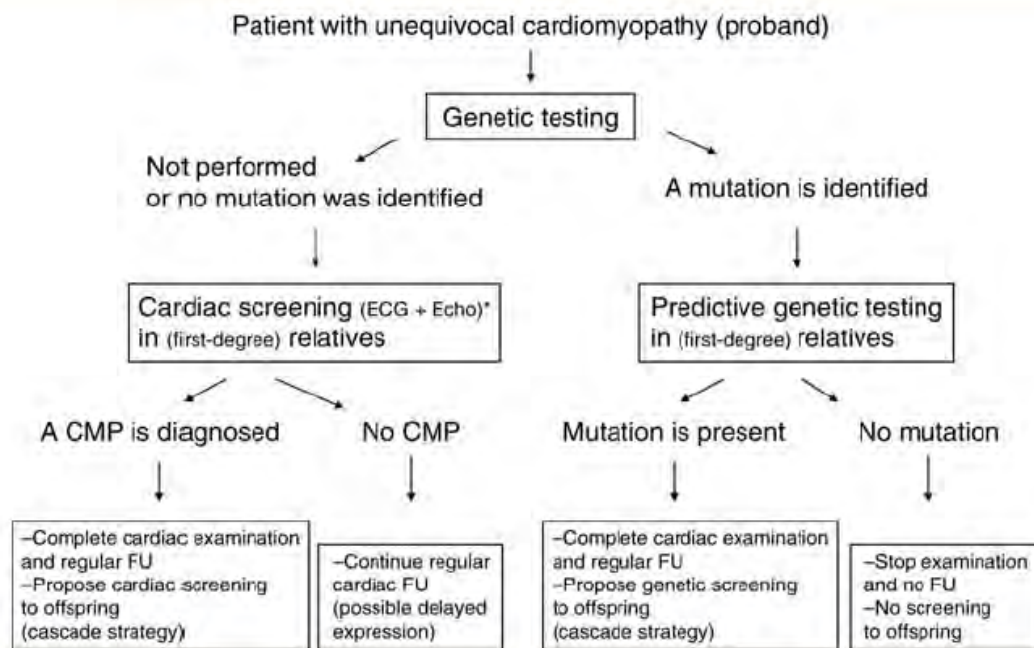 Patient with unequivocal cardiomyopathy (proband)
Genetic testing
Not performed
or no mutation was identified
A mutation is identified
Cardiac screening (ECG + Echo)*
in (first-degree) relatives
Predictive genetic testing
in (first-degree) relatives
A CMP is diagnosed
No CMP
Mutation is present
No mutation
–Complete cardiac examination
and regular FU
–Propose cardiac screening
to offspring
(cascade strategy)
–Continue regular
cardiac FU
(possible delayed
expression)
–Complete cardiac examination
and regular FU
–Propose genetic screening
to offspring
(cascade strategy)
–Stop examination
and no FU
–No screening
to offspring